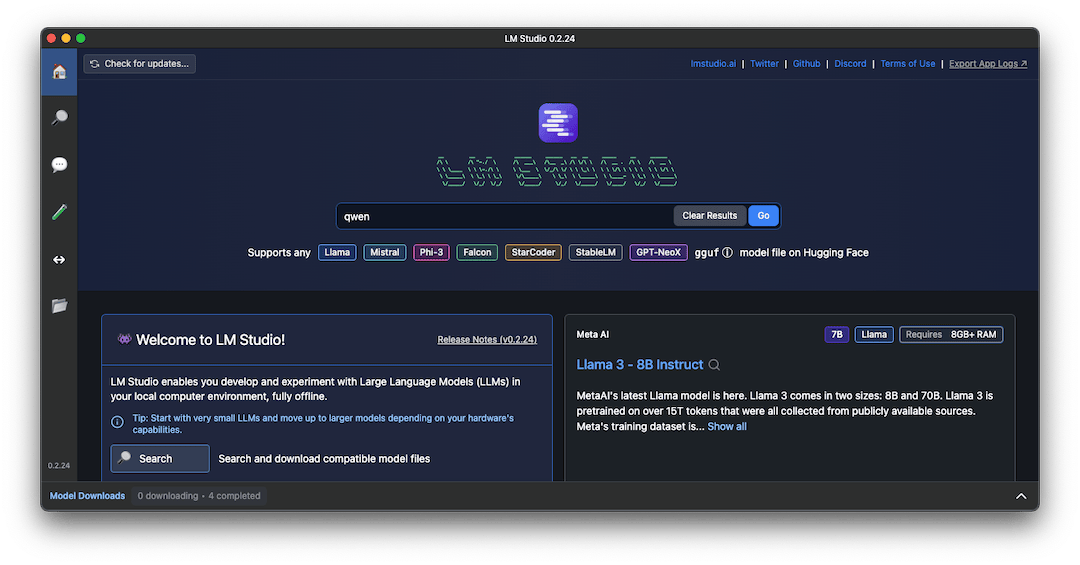 LM Studio 0.2.24
Check for updates...
lmstudio.ai | Twitter | Github | Discord | Terms of Use | Export App Logs ↗
LM STUDIO
qwen
Clear Results
Go
Supports any Llama Mistral Phi-3 Falcon StarCoder StableLM GPT-NeoX gguf ⓘ model file on Hugging Face
👾 Welcome to LM Studio!
Release Notes (v0.2.24)
LM Studio enables you develop and experiment with Large Language Models (LLMs) in
your local computer environment, fully offline.
Tip: Start with very small LLMs and move up to larger models depending on your hardware's
capabilities.
Search
Search and download compatible model files
Meta AI
7B
Llama
Requires 8GB+ RAM
Llama 3 - 8B Instruct
MetaAI's latest Llama model is here. Llama 3 comes in two sizes: 8B and 70B. Llama 3 is
pretrained on over 15T tokens that were all collected from publicly available sources.
Meta's training dataset is... Show all
0.2.24
Model Downloads
0 downloading • 4 completed